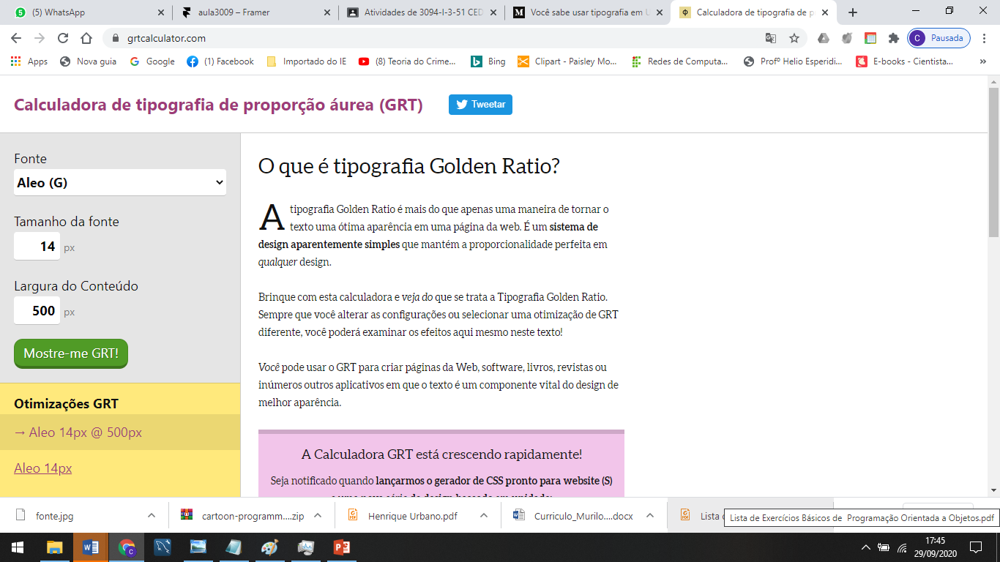 (5) WhatsApp
aula3009 – Framer
Atividades de 3094-I-3-51 CED
Você sabe usar tipografia em U
Calculadora de tipografia de p
grtcalculator.com
C Pausada
Apps
Nova guia
Google
(1) Facebook
Importado do IE
(8) Teoria do Crime...
Bing
Clipart - Paisley Mo...
Redes de Computa...
Profº Helio Esperidi...
E-books - Cientista...
»
Calculadora de tipografia de proporção áurea (GRT)
Tweetar
Fonte
Aleo (G)
Tamanho da fonte
14 px
Largura do Conteúdo
500 px
Mostre-me GRT!
Otimizações GRT
→ Aleo 14px @ 500px
Aleo 14px
O que é tipografia Golden Ratio?
A tipografia Golden Ratio é mais do que apenas uma maneira de tornar o
texto uma ótima aparência em uma página da web. É um sistema de
design aparentemente simples que mantém a proporcionalidade perfeita em
qualquer design.
Brinque com esta calculadora e veja do que se trata a Tipografia Golden Ratio.
Sempre que você alterar as configurações ou selecionar uma otimização de GRT
diferente, você poderá examinar os efeitos aqui mesmo neste texto!
Você pode usar o GRT para criar páginas da Web, software, livros, revistas ou
inúmeros outros aplicativos em que o texto é um componente vital do design de
melhor aparência.
A Calculadora GRT está crescendo rapidamente!
Seja notificado quando lançarmos o gerador de CSS pronto para website (S)
fonte.jpg
cartoon-programm....zip
Henrique Urbano.pdf
Curriculo_Murilo....docx
Lista
Lista de Exercícios Básicos de Programação Orientada a Objetos.pdf
17:45
29/09/2020